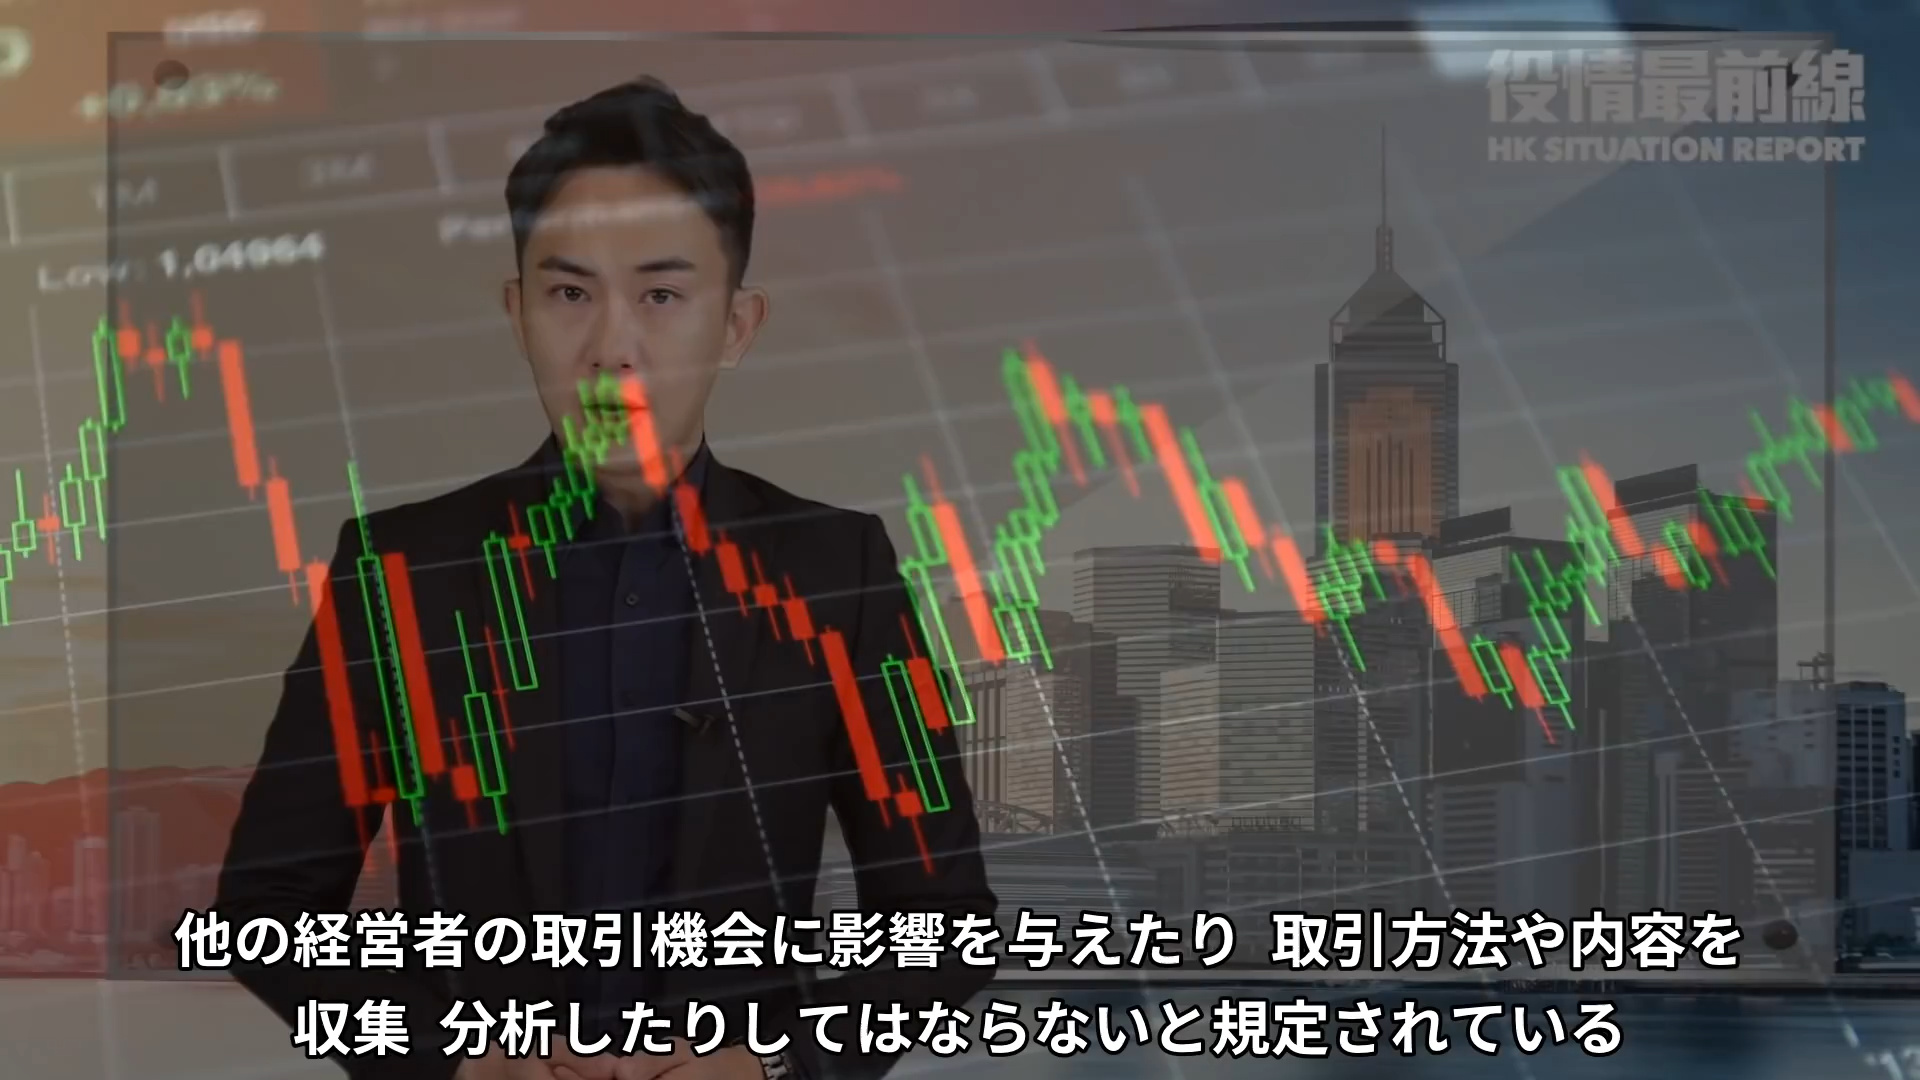 +0,03%
役情最前線
HK SITUATION REPORT
1M
Low: 1,04964
他の経営者の取引機会に影響を与えたり 取引方法や内容を
収集 分析したりしてはならないと規定されている